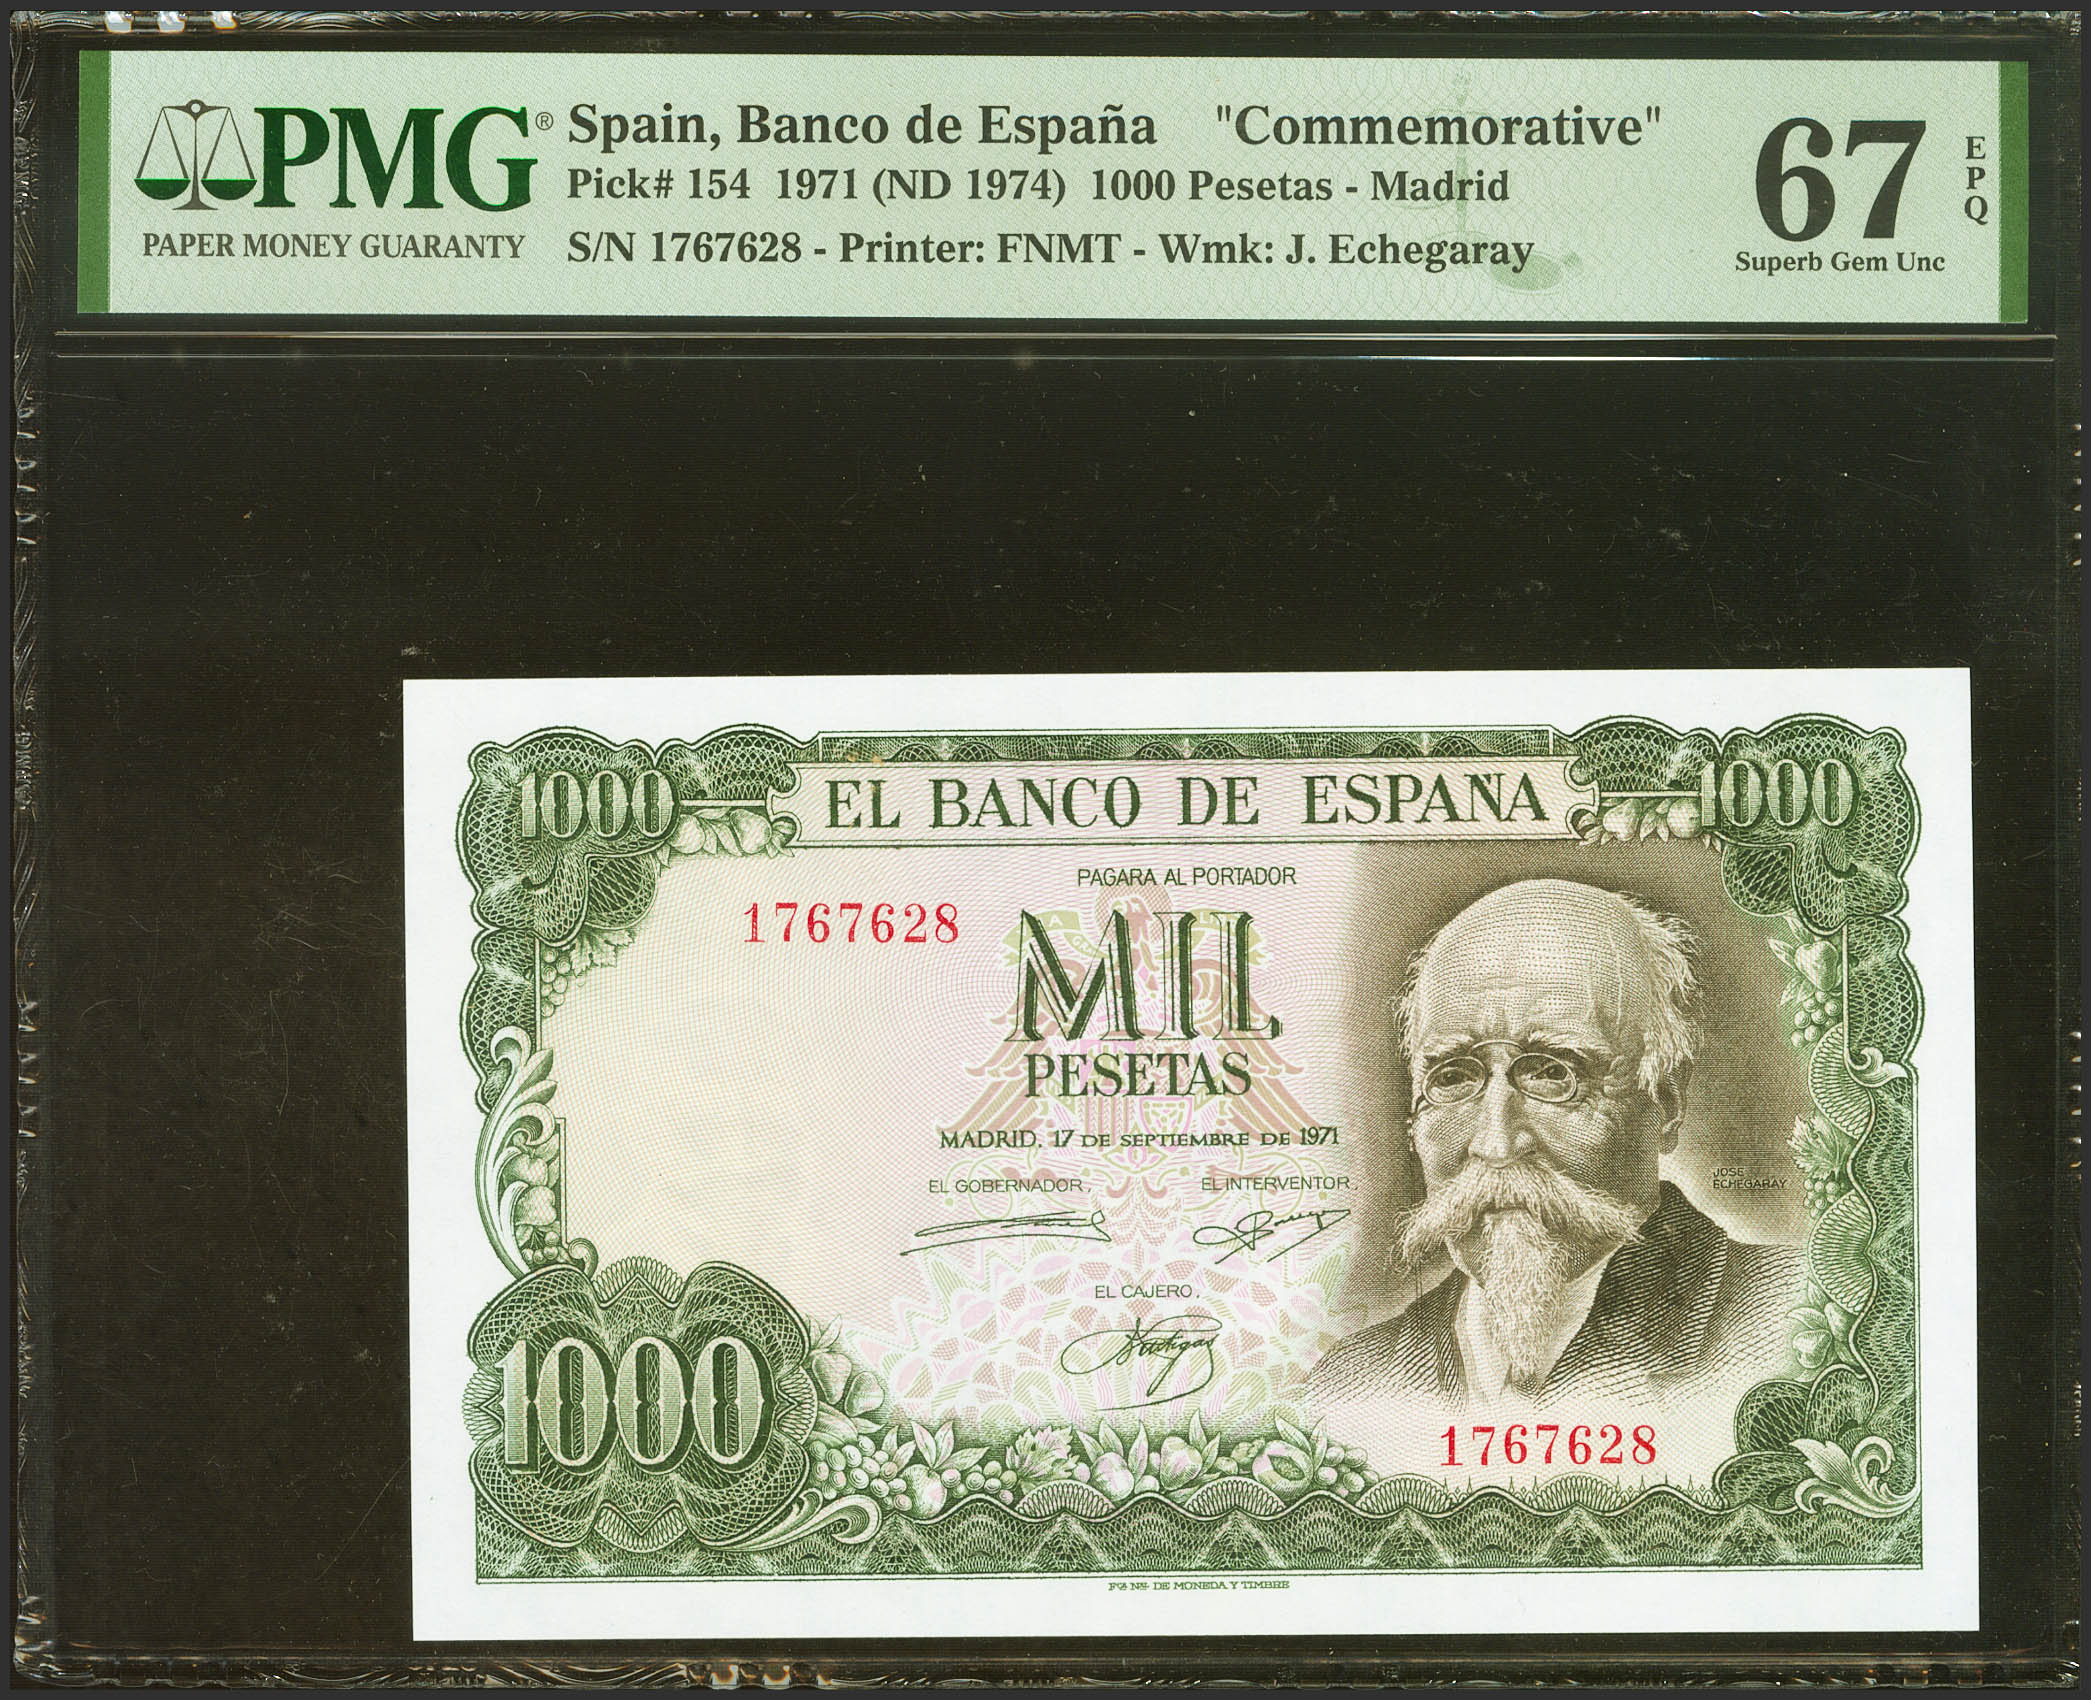 PMG® Spain, Banco de España "Commemorative"
Pick# 154 1971 (ND 1974) 1000 Pesetas - Madrid
PAPER MONEY GUARANTY S/N 1767628 - Printer: FNMT - Wmk: J. Echegaray
67 EPQ
Superb Gem Unc
1000 EL BANCO DE ESPAÑA 1000
PAGARA AL PORTADOR
1767628
MIL
PESETAS
MADRID, 17 DE SEPTIEMBRE DE 1971
JOSE
ECHEGARAY
EL GOBERNADOR, EL INTERVENTOR,
EL CAJERO,
1000
1767628
Fca Nal DE MONEDA Y TIMBRE